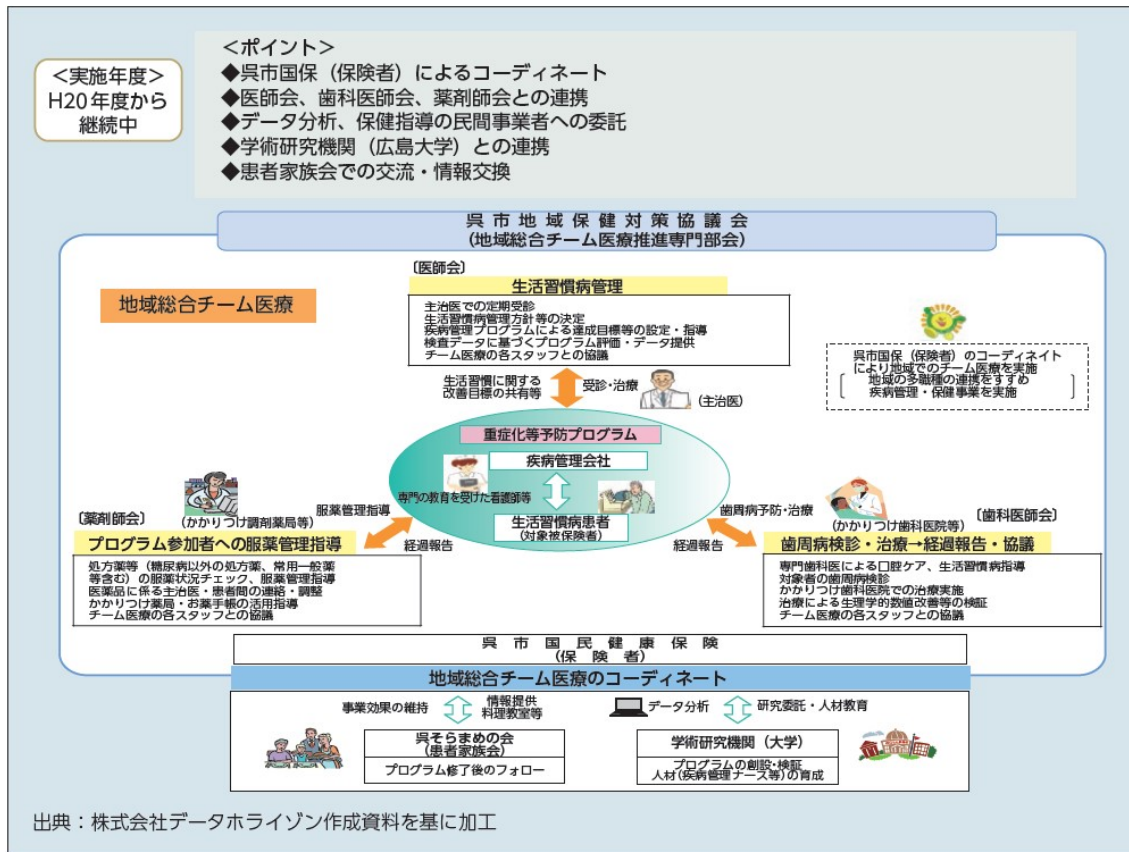 <実施年度>
H20年度から
継続中
<ポイント>
◆呉市国保（保険者）によるコーディネート
◆医師会、歯科医師会、薬剤師会との連携
◆データ分析、保健指導の民間事業者への委託
◆学術研究機関（広島大学）との連携
◆患者家族会での交流・情報交換
呉市地域保健対策協議会
(地域総合チーム医療推進専門部会)
地域総合チーム医療
〔医師会〕
生活習慣病管理
主治医での定期受診
生活習慣病管理方針等の決定
疾病管理プログラムによる達成目標等の設定・指導
検査データに基づくプログラム評価・データ提供
チーム医療の各スタッフとの協議
呉市国保（保険者）のコーディネイト
により地域でのチーム医療を実施
地域の多職種の連携をすすめ
疾病管理・保健事業を実施
生活習慣に関する
改善目標の共有等
受診・治療
(主治医)
重症化等予防プログラム
疾病管理会社
専門の教育を受けた看護師等
生活習慣病患者
(対象被保険者)
〔薬剤師会〕
(かかりつけ調剤薬局等)
服薬管理指導
経過報告
プログラム参加者への服薬管理指導
処方薬等（糖尿病以外の処方薬、常用一般薬
等含む）の服薬状況チェック、服薬管理指導
医薬品に係る主治医・患者間の連絡・調整
かかりつけ薬局・お薬手帳の活用指導
チーム医療の各スタッフとの協議
歯周病予防・治療
経過報告
(かかりつけ歯科医院等)
〔歯科医師会〕
歯周病検診・治療→経過報告・協議
専門歯科医による口腔ケア、生活習慣病指導
対象者の歯周病検診
かかりつけ歯科医院での治療実施
治療による生理学的数値改善等の検証
チーム医療の各スタッフとの協議
呉市国民健康保険
(保険者)
地域総合チーム医療のコーディネート
事業効果の維持
情報提供
料理教室等
データ分析
研究委託・人材教育
呉そらまめの会
(患者家族会)
プログラム修了後のフォロー
学術研究機関（大学）
プログラムの創設・検証
人材(疾病管理ナース等)の育成
出典：株式会社データホライゾン作成資料を基に加工